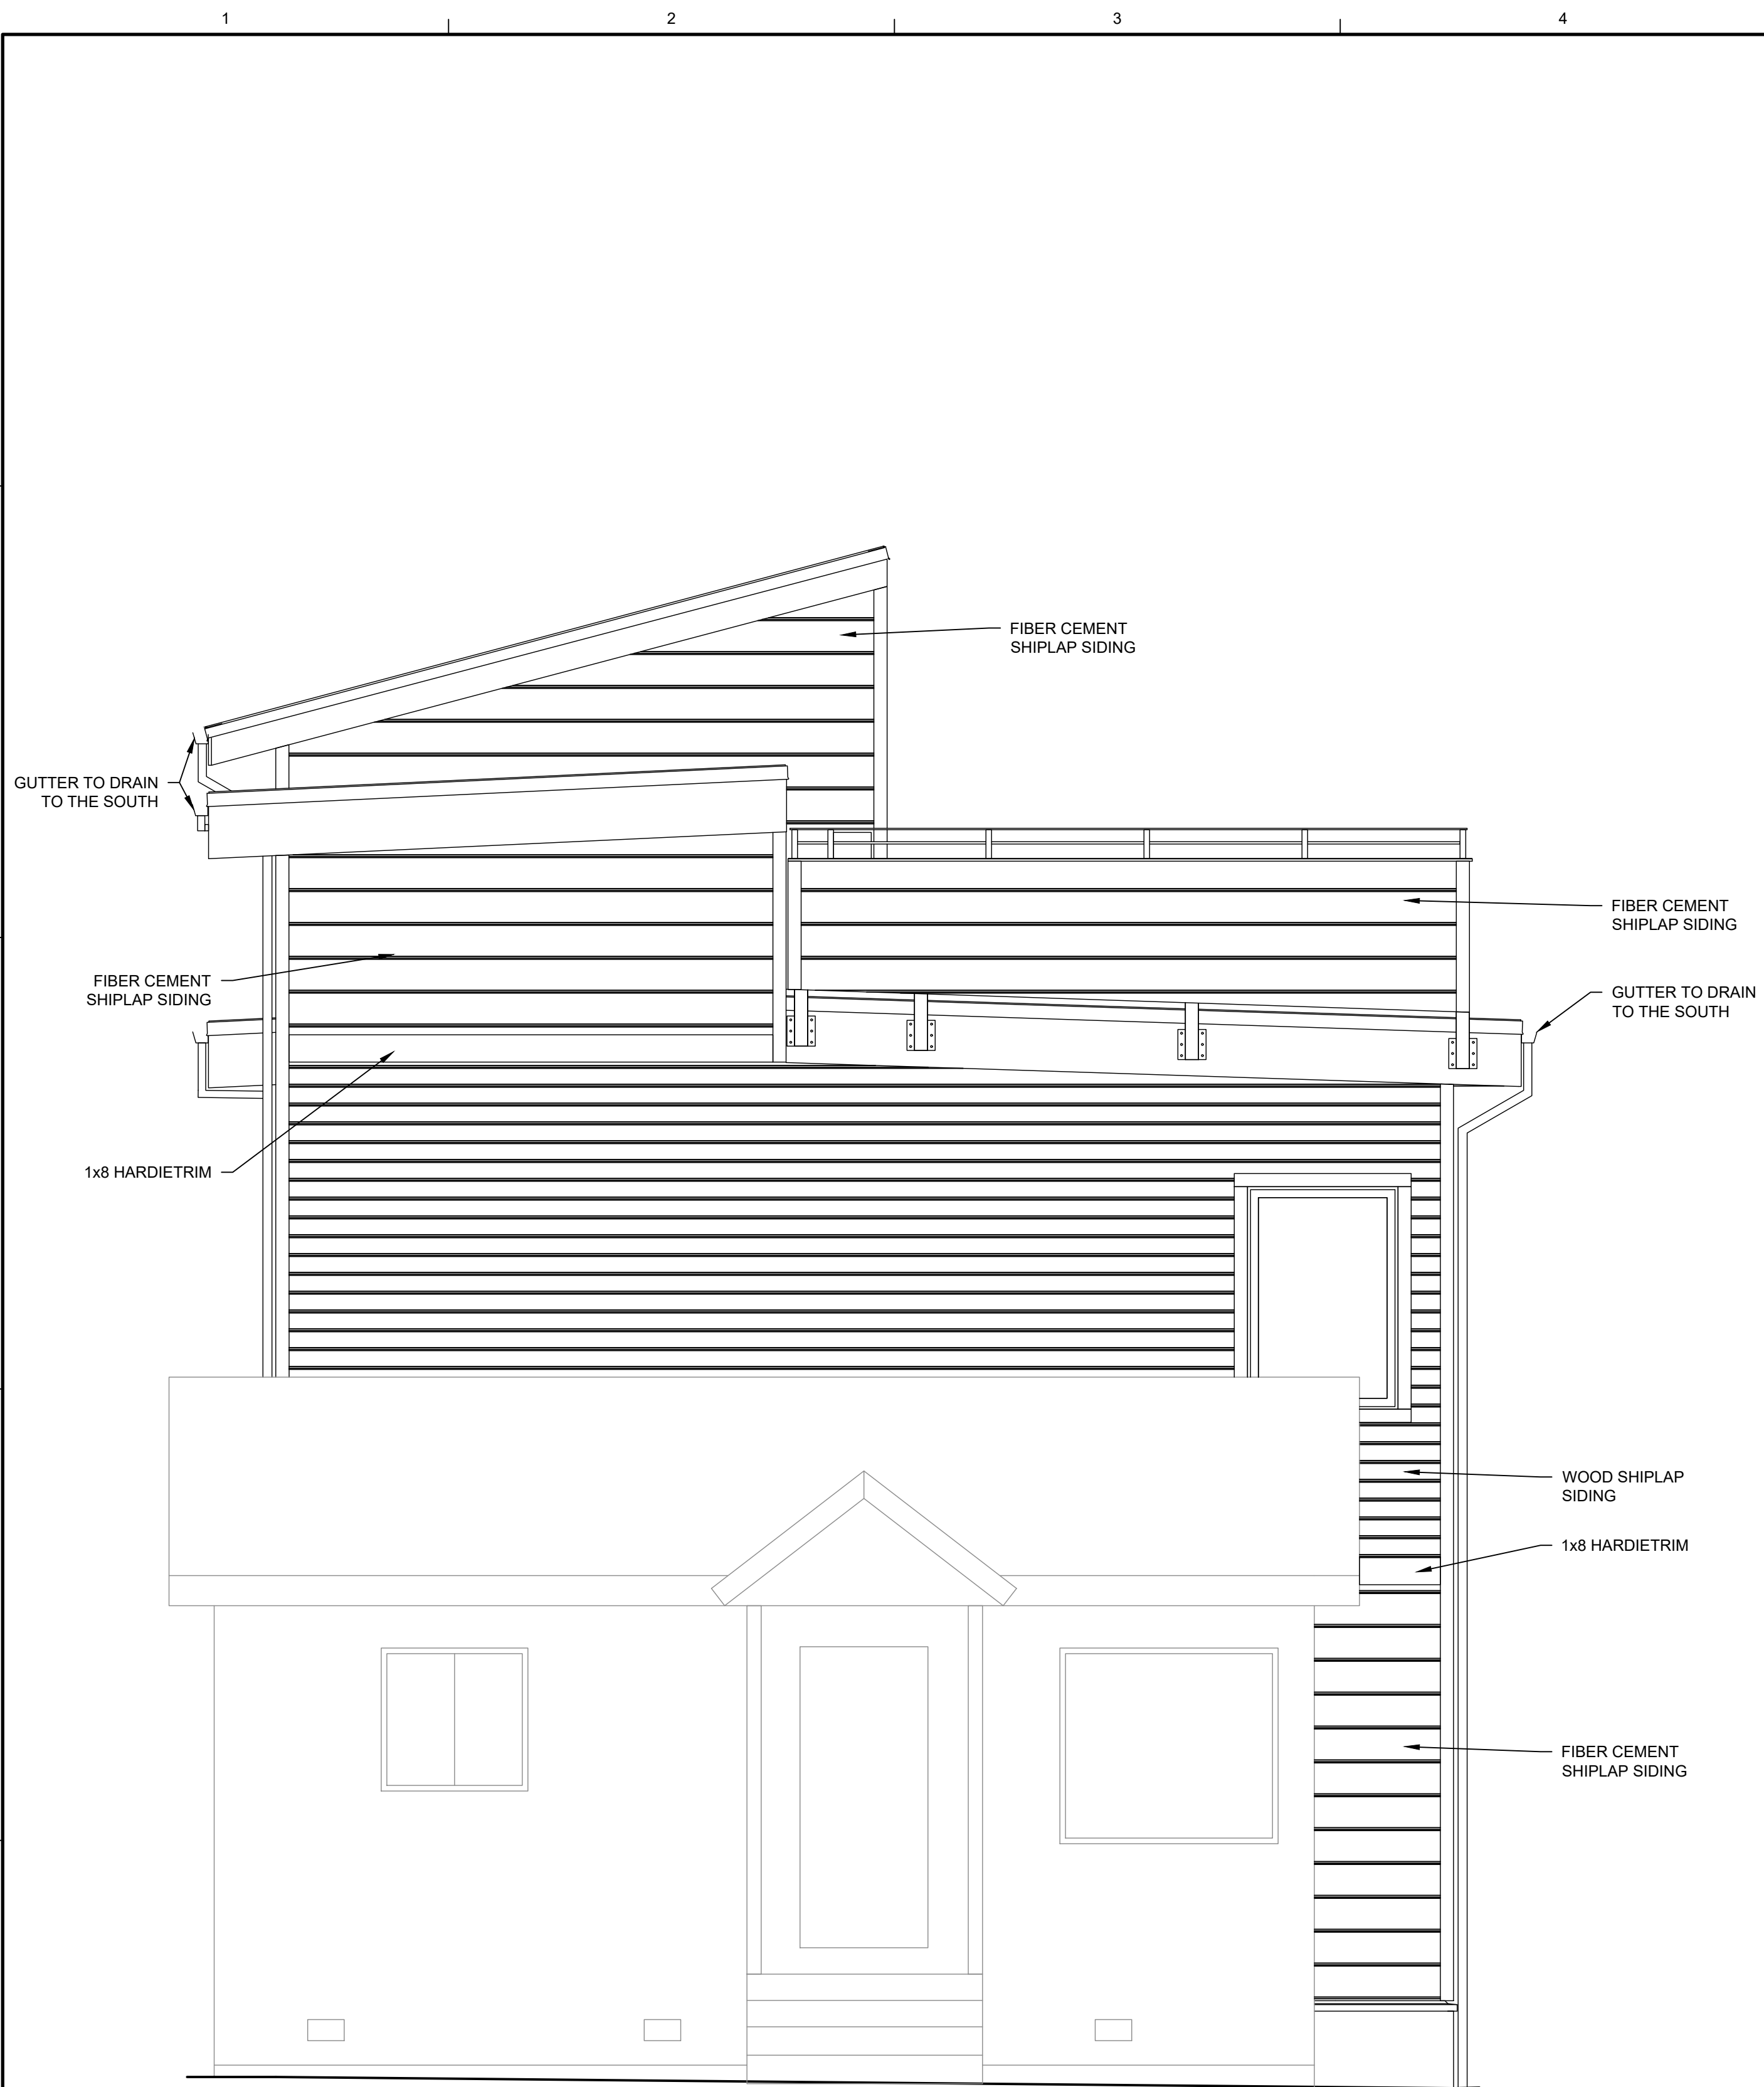 1
2
3
4
FIBER CEMENT
SHIPLAP SIDING
GUTTER TO DRAIN
TO THE SOUTH
FIBER CEMENT
SHIPLAP SIDING
FIBER CEMENT
SHIPLAP SIDING
GUTTER TO DRAIN
TO THE SOUTH
1x8 HARDIETRIM
WOOD SHIPLAP
SIDING
1x8 HARDIETRIM
FIBER CEMENT
SHIPLAP SIDING